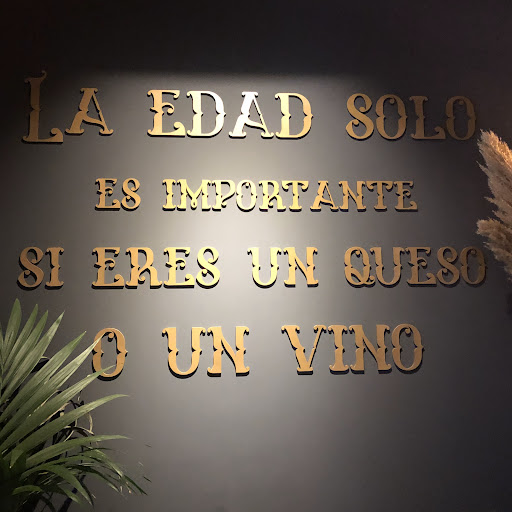 LA EDAD SOLO
ES IMPORTANTE
SI ERES UN QUESO
O UN VINO